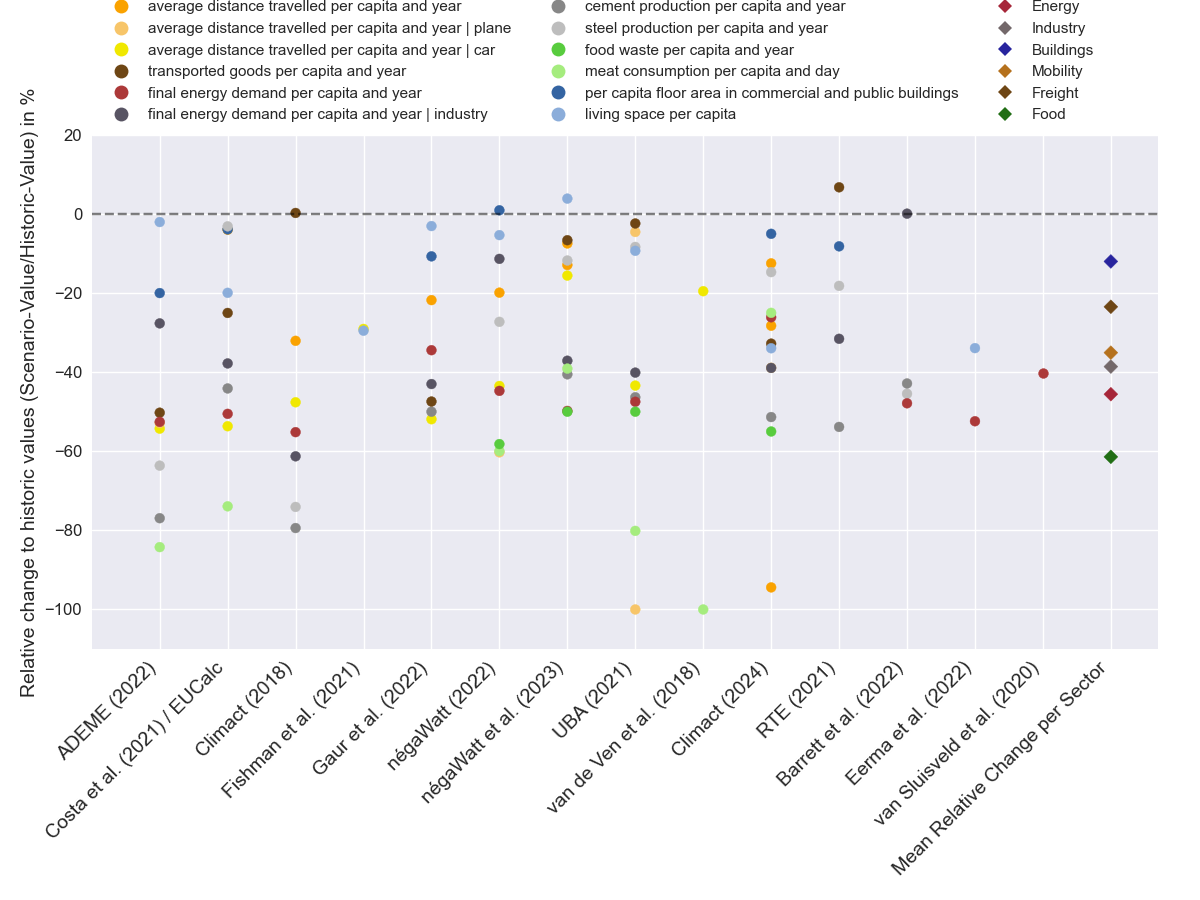 average distance travelled per capita and year
average distance travelled per capita and year | plane
average distance travelled per capita and year | car
transported goods per capita and year
final energy demand per capita and year
final energy demand per capita and year | industry
cement production per capita and year
steel production per capita and year
food waste per capita and year
meat consumption per capita and day
per capita floor area in commercial and public buildings
living space per capita
Energy
Industry
Buildings
Mobility
Freight
Food
Relative change to historic values (Scenario-Value/Historic-Value) in %
20
0
−20
−40
−60
−80
−100
ADEME (2022)
Costa et al. (2021) / EUCalc
Climact (2018)
Fishman et al. (2021)
Gaur et al. (2022)
négaWatt (2022)
négaWatt et al. (2023)
UBA (2021)
van de Ven et al. (2018)
Climact (2024)
RTE (2021)
Barrett et al. (2022)
Eerma et al. (2022)
van Sluisveld et al. (2020)
Mean Relative Change per Sector